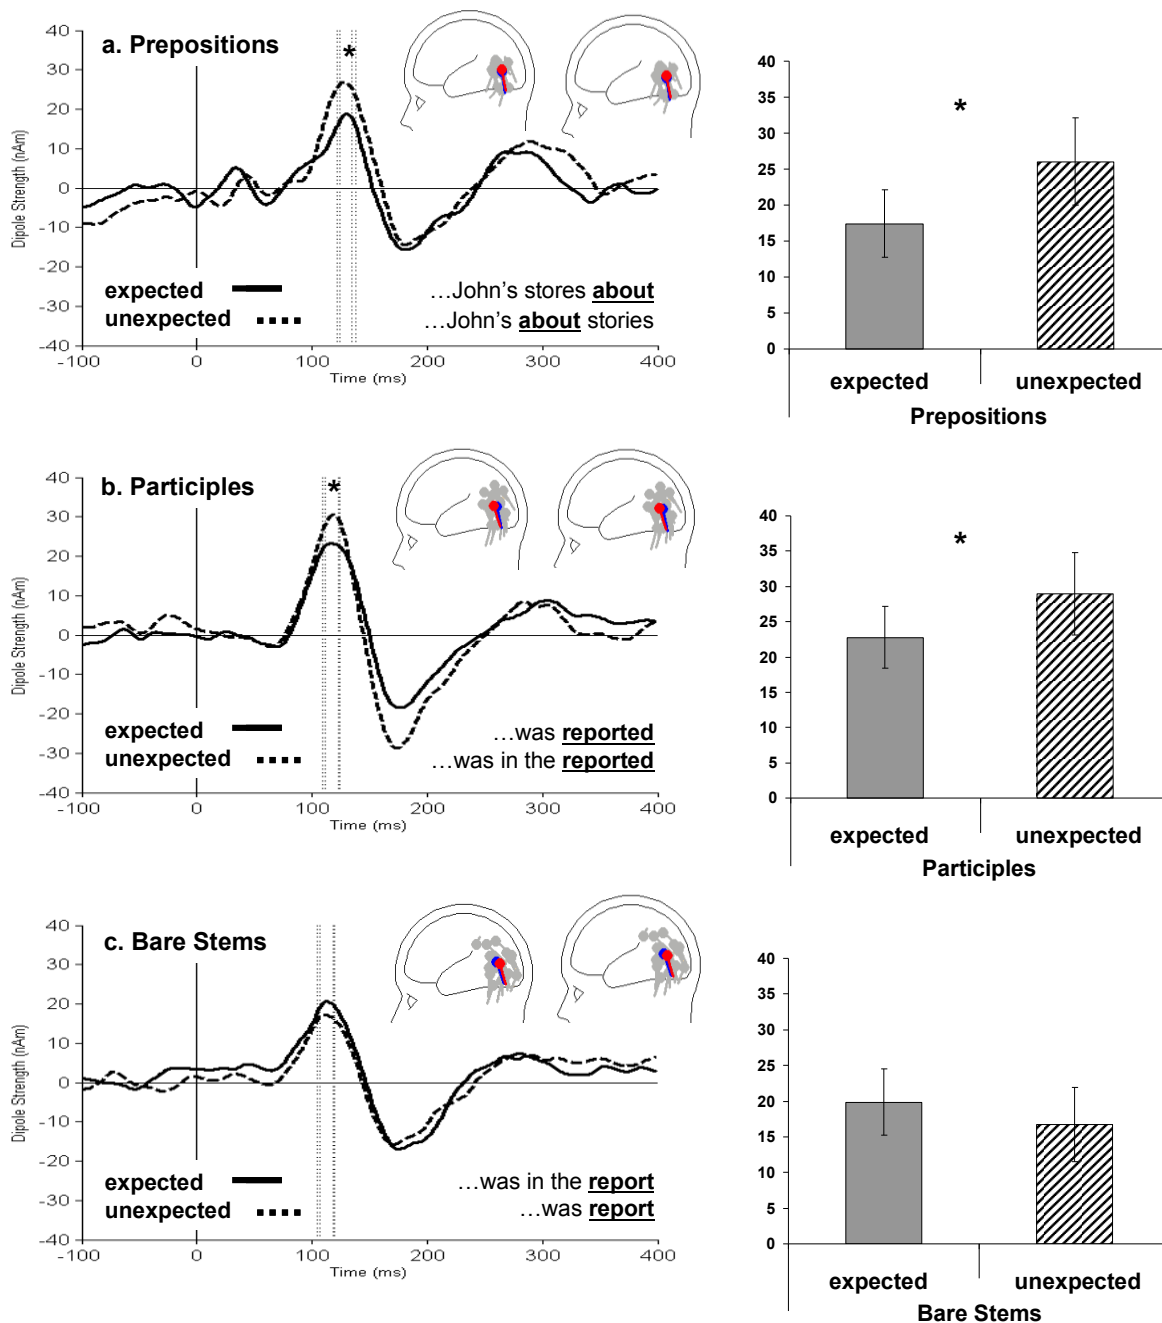 a. Prepositions
*
40
30
20
10
0
-10
-20
-30
-40
Dipole Strength (nAm)
expected
unexpected
…John's stores about
…John's about stories
-100 0 100 200 300 400
Time (ms)
40
35
30
25
20
15
10
5
0
*
expected unexpected
Prepositions
b. Participles
*
40
30
20
10
0
-10
-20
-30
-40
Dipole Strength (nAm)
expected
unexpected
…was reported
…was in the reported
-100 0 100 200 300 400
Time (ms)
40
35
30
25
20
15
10
5
0
*
expected unexpected
Participles
c. Bare Stems
40
30
20
10
0
-10
-20
-30
-40
Dipole Strength (nAm)
expected
unexpected
…was in the report
…was report
-100 0 100 200 300 400
Time (ms)
40
35
30
25
20
15
10
5
0
expected unexpected
Bare Stems